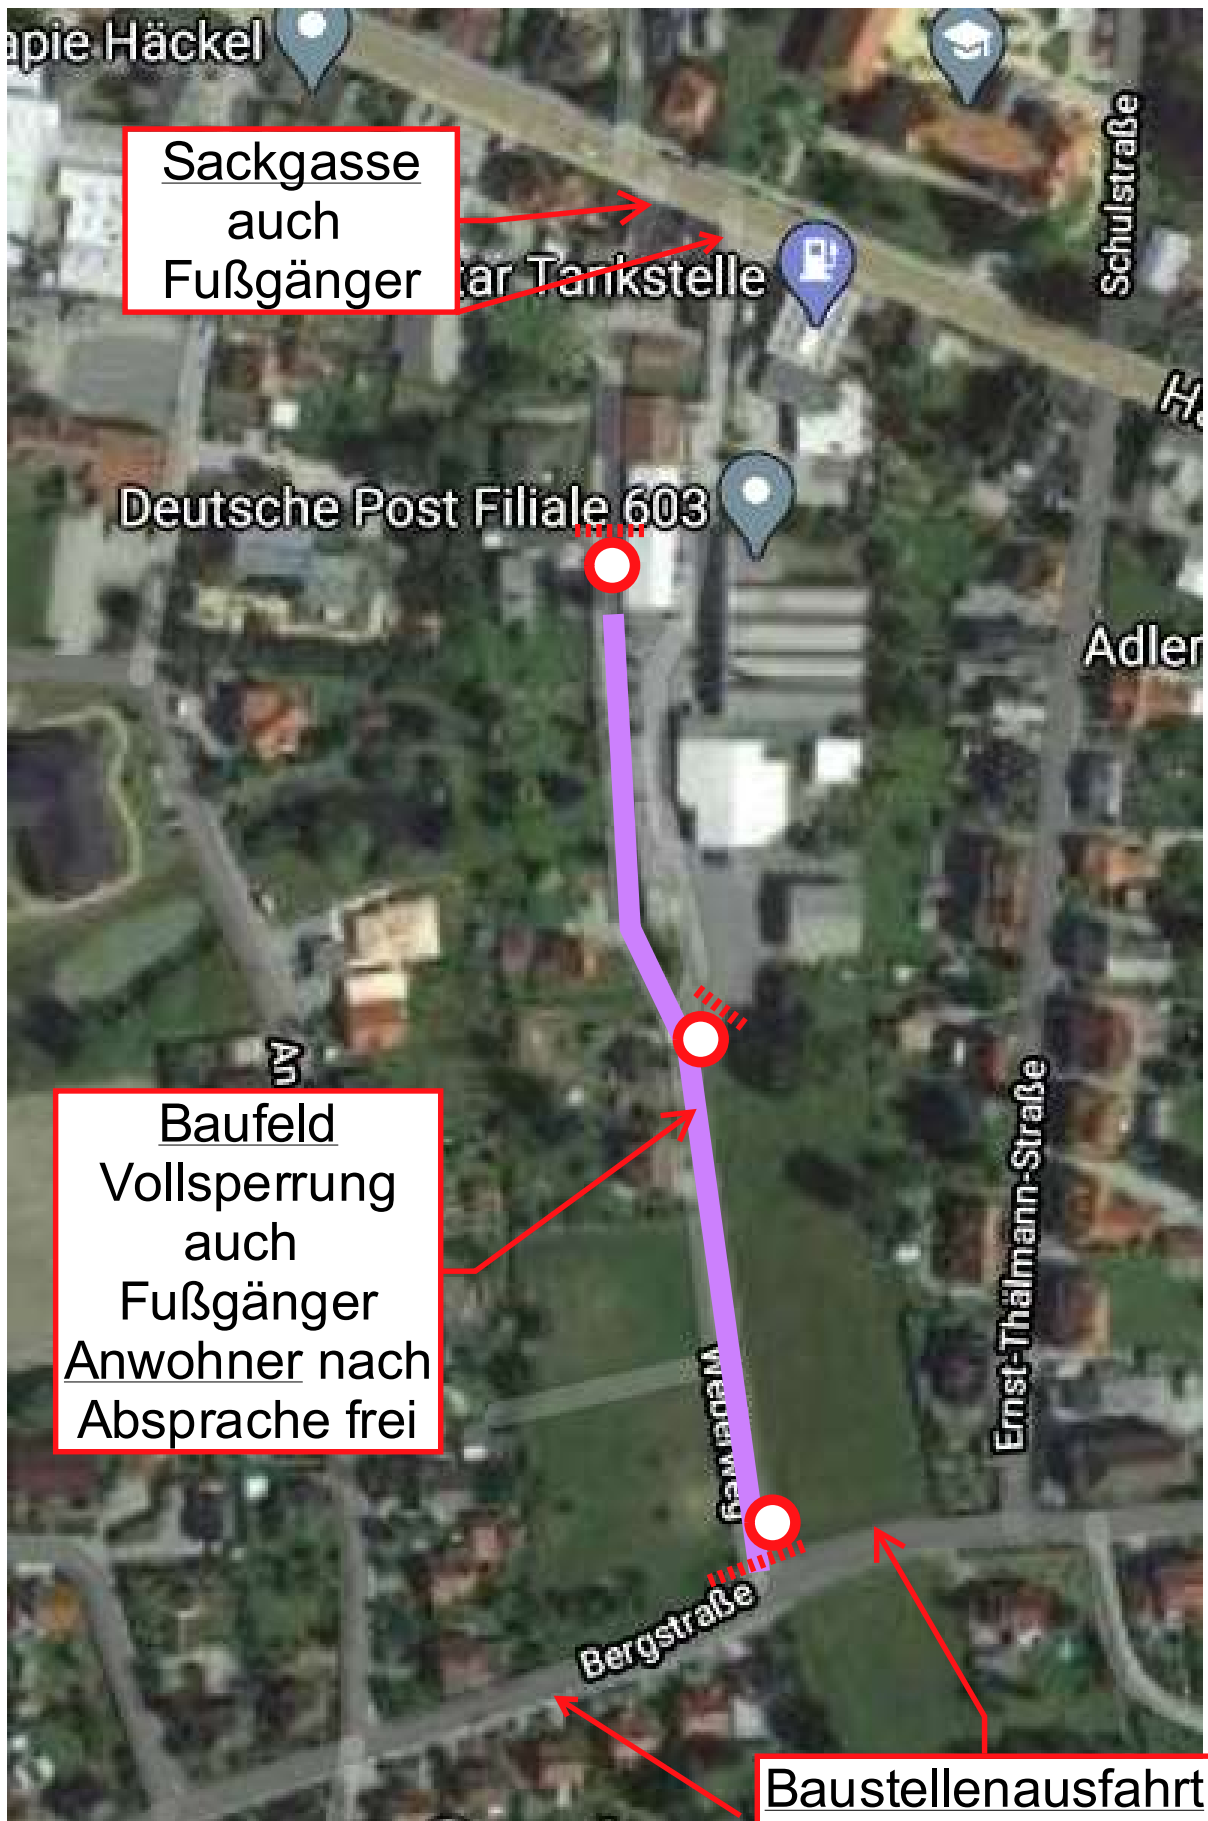 apie Häckel
Sackgasse
auch
Fußgänger
tar Tankstelle
Schulstraße
Ha
Deutsche Post Filiale 603
Adler
An
Baufeld
Vollsperrung
auch
Fußgänger
Anwohner nach
Absprache frei
Ernst-Thälmann-Straße
Weberweg
Bergstraße
Baustellenausfahrt